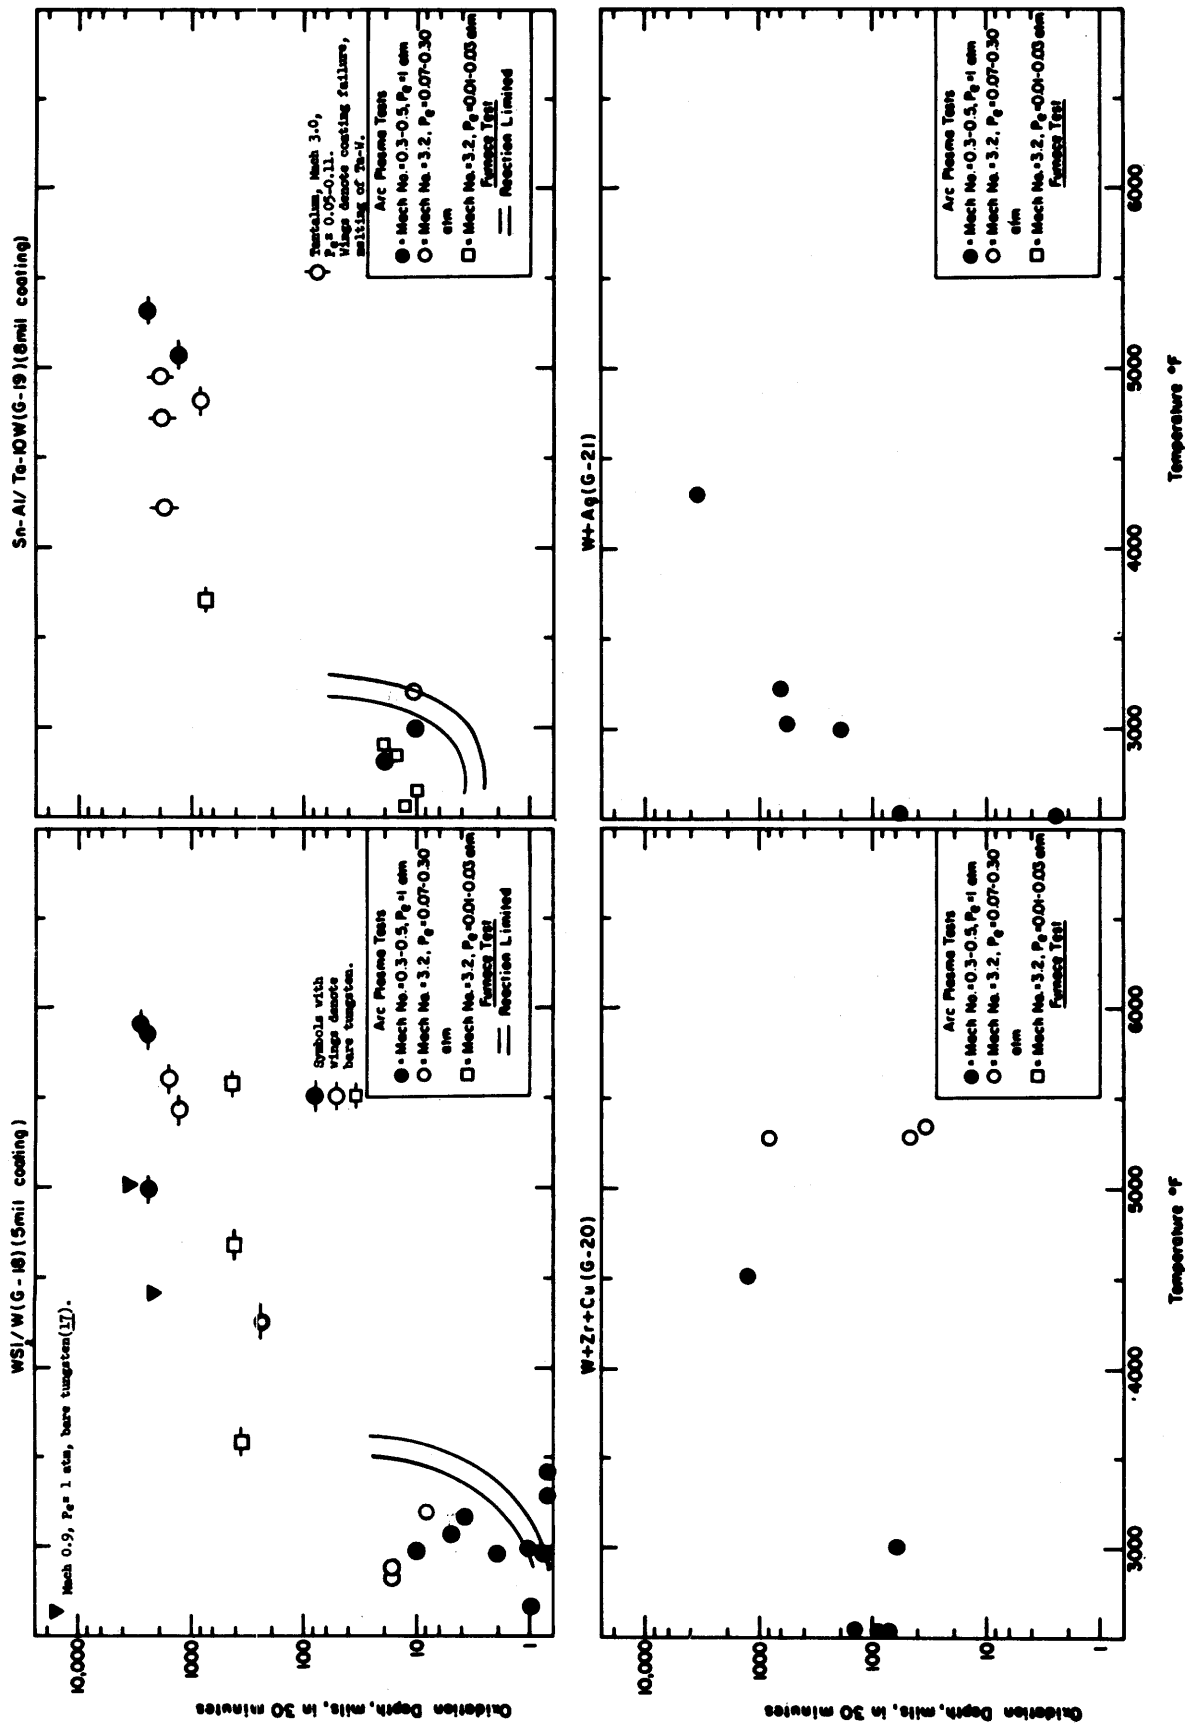 WSi/W(G-18)(5mil coating)
Mach 0.9, Pe= 1 atm, bare tungsten(17).
Symbols with
wings denote
bare tungsten.
Arc Plasma Tests
= Mach No.=0.3-0.5, Pe=1 atm
= Mach No.=3.2, Pe=0.07-0.30
atm
= Mach No.=3.2, Pe=0.01-0.03 atm
Furnace Test
Reaction Limited
10,000
1000
100
10
1
Oxidation Depth, mils, in 30 minutes
Sn-Al/Ta-10W(G-19)(8mil coating)
Tantalum, Mach 3.0,
Pe= 0.05-0.11.
Wings denote coating failure,
melting of Ta-W.
Arc Plasma Tests
= Mach No.=0.3-0.5, Pe=1 atm
= Mach No.=3.2, Pe=0.07-0.30
atm
= Mach No.=3.2, Pe=0.01-0.03 atm
Furnace Test
Reaction Limited
W+Zr+Cu(G-20)
Arc Plasma Tests
= Mach No.=0.3-0.5, Pe=1 atm
= Mach No.=3.2, Pe=0.07-0.30
atm
= Mach No.=3.2, Pe=0.01-0.03 atm
Furnace Test
10,000
1000
100
10
1
Oxidation Depth, mils, in 30 minutes
3000
4000
5000
6000
Temperature °F
W+Ag(G-21)
Arc Plasma Tests
= Mach No.=0.3-0.5, Pe=1 atm
= Mach No.=3.2, Pe=0.07-0.30
atm
= Mach No.=3.2, Pe=0.01-0.03 atm
Furnace Test
3000
4000
5000
6000
Temperature °F